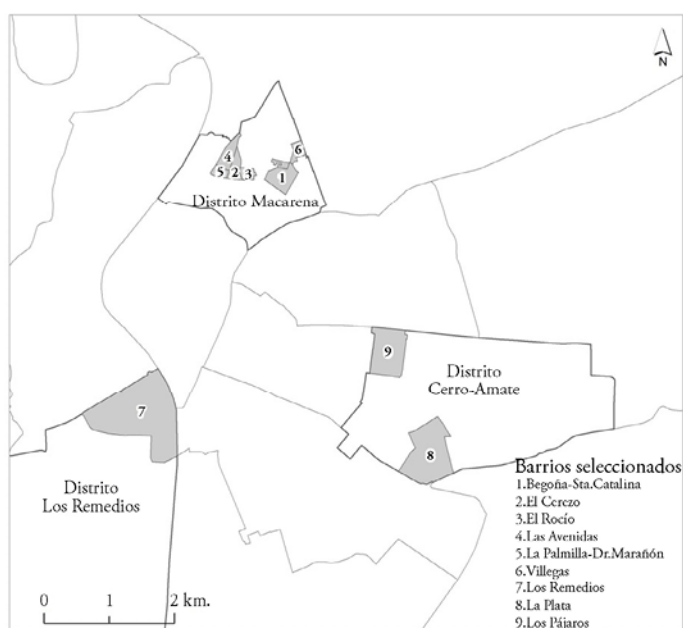 N
6
4
5 2 3
1
Distrito Macarena
9
Distrito
Cerro-Amate
7
8
Distrito
Los Remedios
Barrios seleccionados
1.Begoña-Sta.Catalina
2.El Cerezo
3.El Rocío
4.Las Avenidas
5.La Palmilla-Dr.Marañón
6.Villegas
7.Los Remedios
8.La Plata
9.Los Pájaros
0 1 2 km.